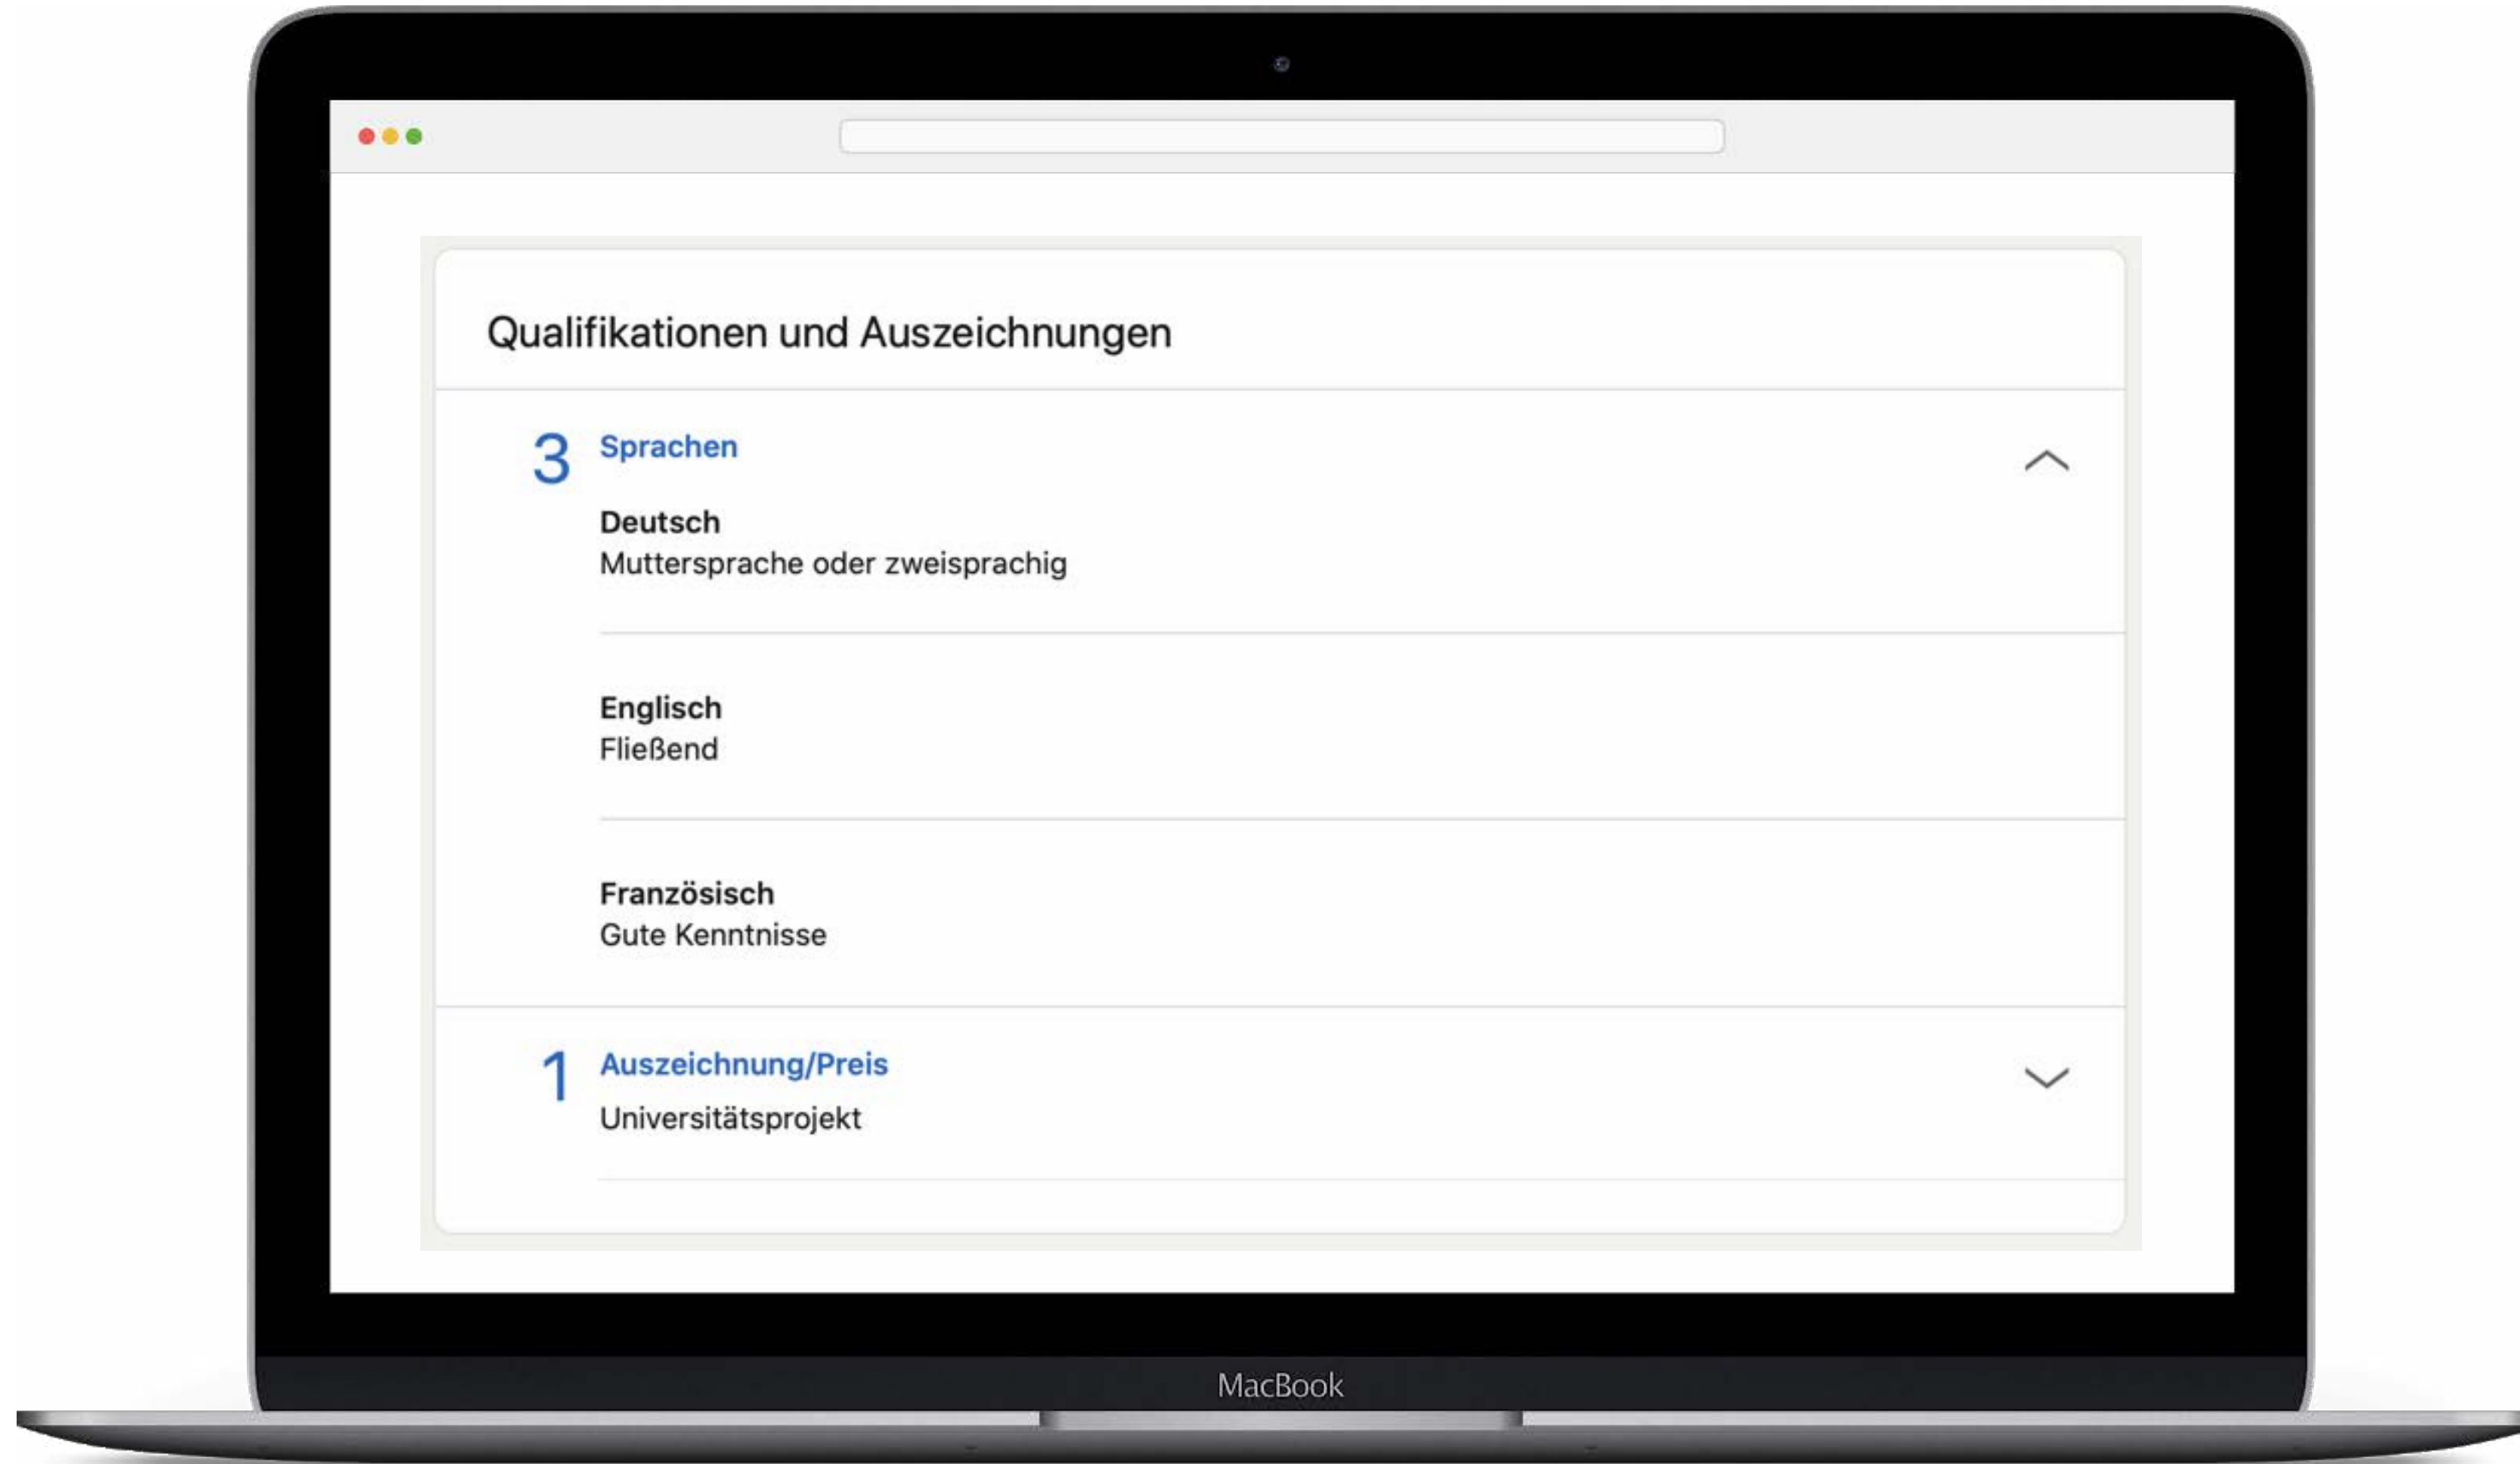 Qualifikationen und Auszeichnungen
3 Sprachen
Deutsch
Muttersprache oder zweisprachig
Englisch
Fließend
Französisch
Gute Kenntnisse
1 Auszeichnung/Preis
Universitätsprojekt
MacBook